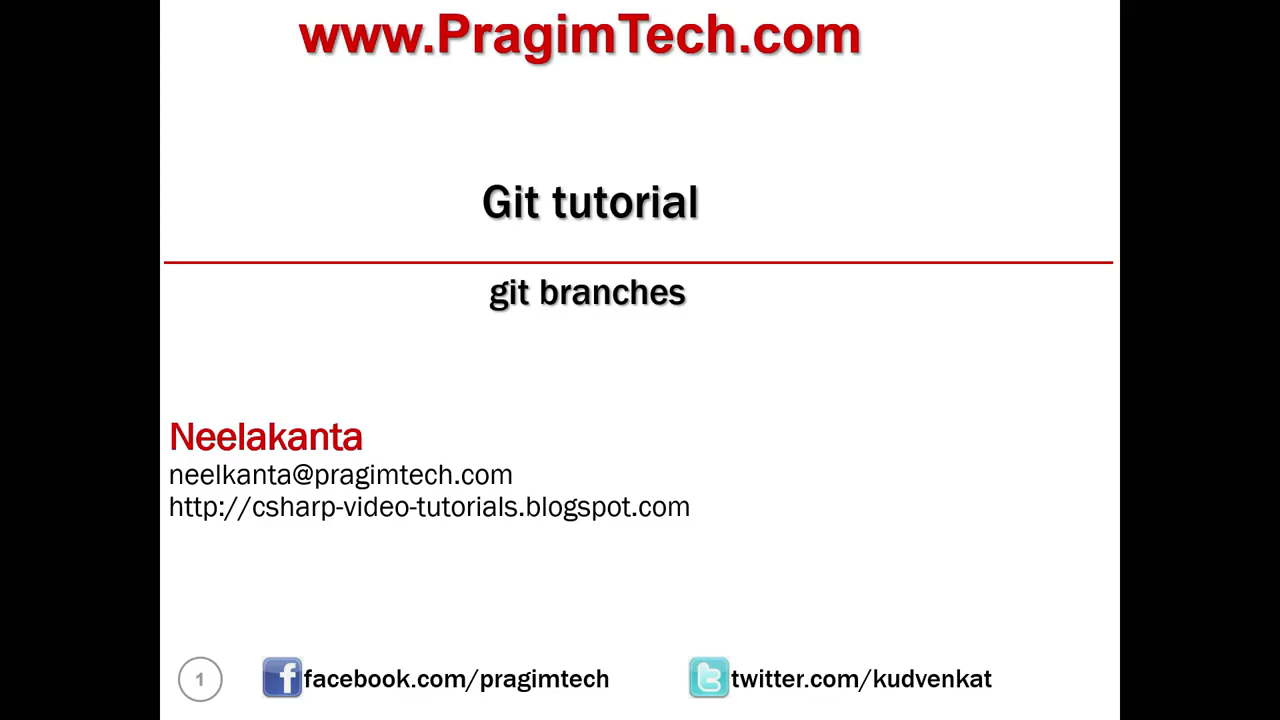 www.PragimTech.com
Git tutorial
git branches
Neelakanta
neelkanta@pragimtech.com
http://csharp-video-tutorials.blogspot.com
1
facebook.com/pragimtech
twitter.com/kudvenkat